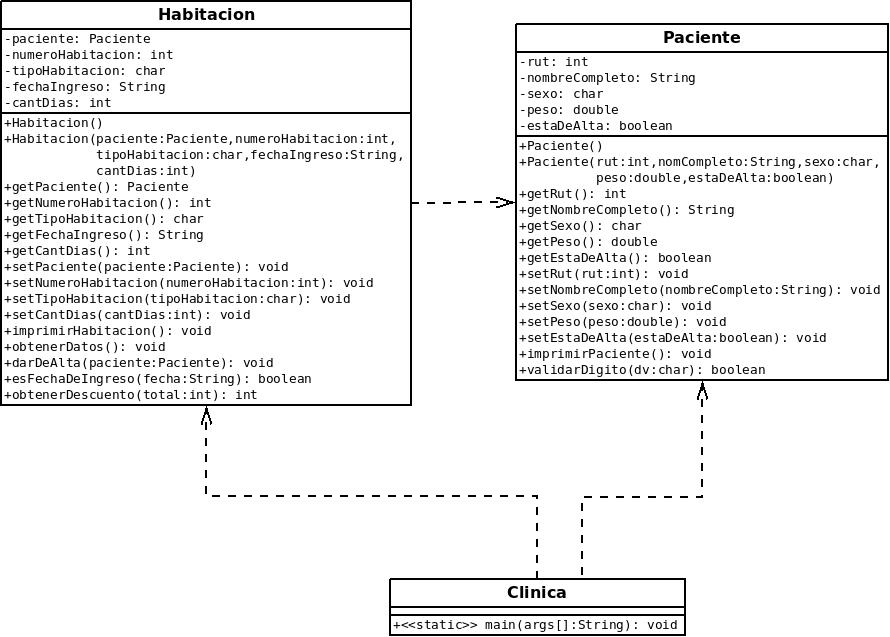 Habitacion
-paciente: Paciente
-numeroHabitacion: int
-tipoHabitacion: char
-fechaIngreso: String
-cantDias: int
+Habitacion()
+Habitacion(paciente:Paciente,numeroHabitacion:int,
tipoHabitacion:char,fechaIngreso:String,
cantDias:int)
+getPaciente(): Paciente
+getNumeroHabitacion(): int
+getTipoHabitacion(): char
+getFechaIngreso(): String
+getCantDias(): int
+setPaciente(paciente:Paciente): void
+setNumeroHabitacion(numeroHabitacion:int): void
+setTipoHabitacion(tipoHabitacion:char): void
+setCantDias(cantDias:int): void
+imprimirHabitacion(): void
+obtenerDatos(): void
+darDeAlta(paciente:Paciente): void
+esFechaDeIngreso(fecha:String): boolean
+obtenerDescuento(total:int): int
Paciente
-rut: int
-nombreCompleto: String
-sexo: char
-peso: double
-estaDeAlta: boolean
+Paciente()
+Paciente(rut:int,nomCompleto:String,sexo:char,
peso:double,estaDeAlta:boolean)
+getRut(): int
+getNombreCompleto(): String
+getSexo(): char
+getPeso(): double
+getEstaDeAlta(): boolean
+setRut(rut:int): void
+setNombreCompleto(nombreCompleto:String): void
+setSexo(sexo:char): void
+setPeso(peso:double): void
+setEstaDeAlta(estaDeAlta:boolean): void
+imprimirPaciente(): void
+validarDigito(dv:char): boolean
Clinica
+<<static>> main(args[]:String): void